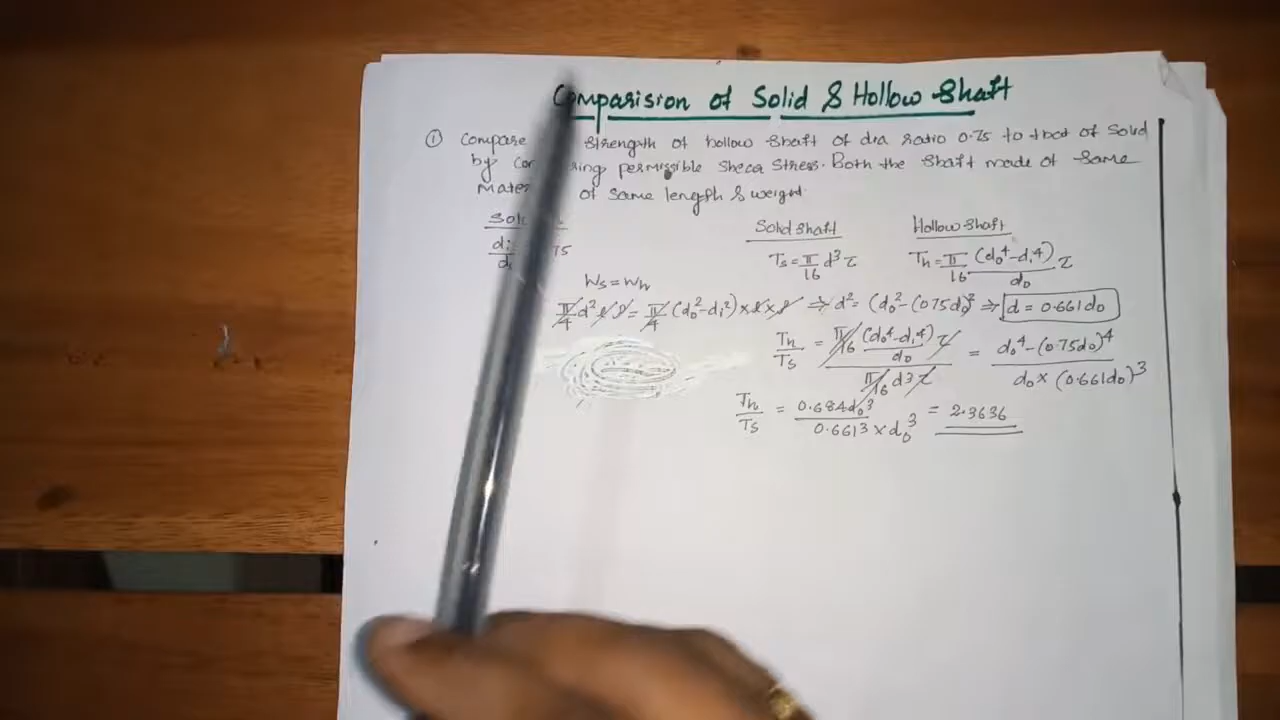 Comparision of Solid & Hollow Shaft
① Compare strength of hollow shaft of dia ratio 0.75 to that of solid
by permissible shear stress. Both the shaft made of same
of same length & weight
Solid shaft Hollow shaft
Ts = π/16 d³ τ Th = π/16 (do⁴-di⁴)/do τ
Ws = Wh
π/4 d² × l × ρ = π/4 (do²-di²) × l × ρ ⇒ d² = (do²-(0.75do)² ⇒ d = 0.661do
Th/Ts = π/16 (do⁴-di⁴)/do τ / π/16 d³ τ = do⁴-(0.75do)⁴ / do × (0.661do)³
Th/Ts = 0.684do³ / 0.6613 × do³ = 2.3636